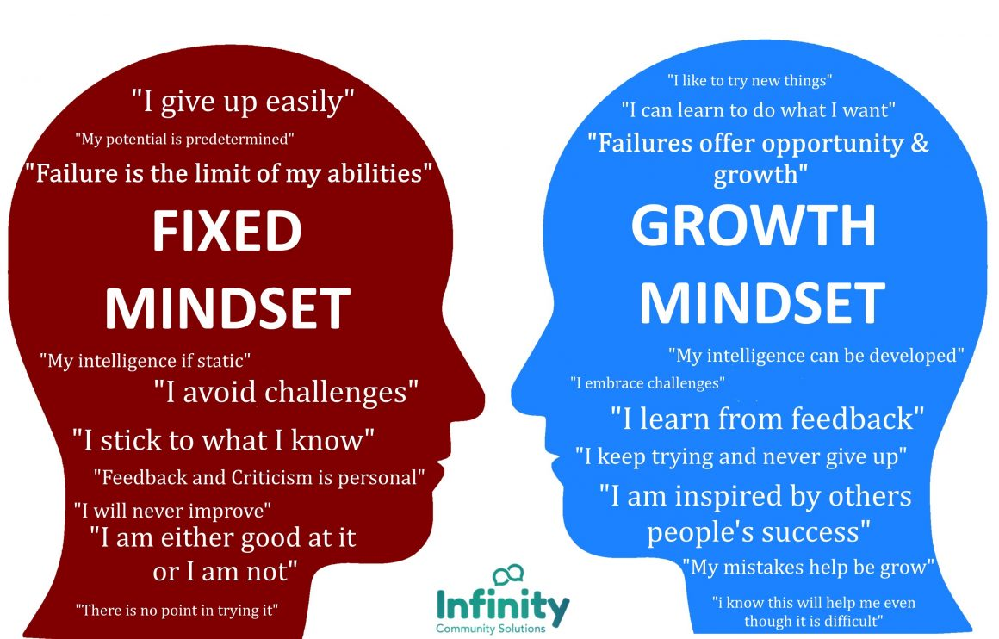 "I give up easily"
"My potential is predetermined"
"Failure is the limit of my abilities"
FIXED
MINDSET
"My intelligence if static"
"I avoid challenges"
"I stick to what I know"
"Feedback and Criticism is personal"
"I will never improve"
"I am either good at it
or I am not"
"There is no point in trying it"
"I like to try new things"
"I can learn to do what I want"
"Failures offer opportunity &
growth"
GROWTH
MINDSET
"My intelligence can be developed"
"I embrace challenges"
"I learn from feedback"
"I keep trying and never give up"
"I am inspired by others
people's success"
"My mistakes help be grow"
"i know this will help me even
though it is difficult"
Infinity
Community Solutions